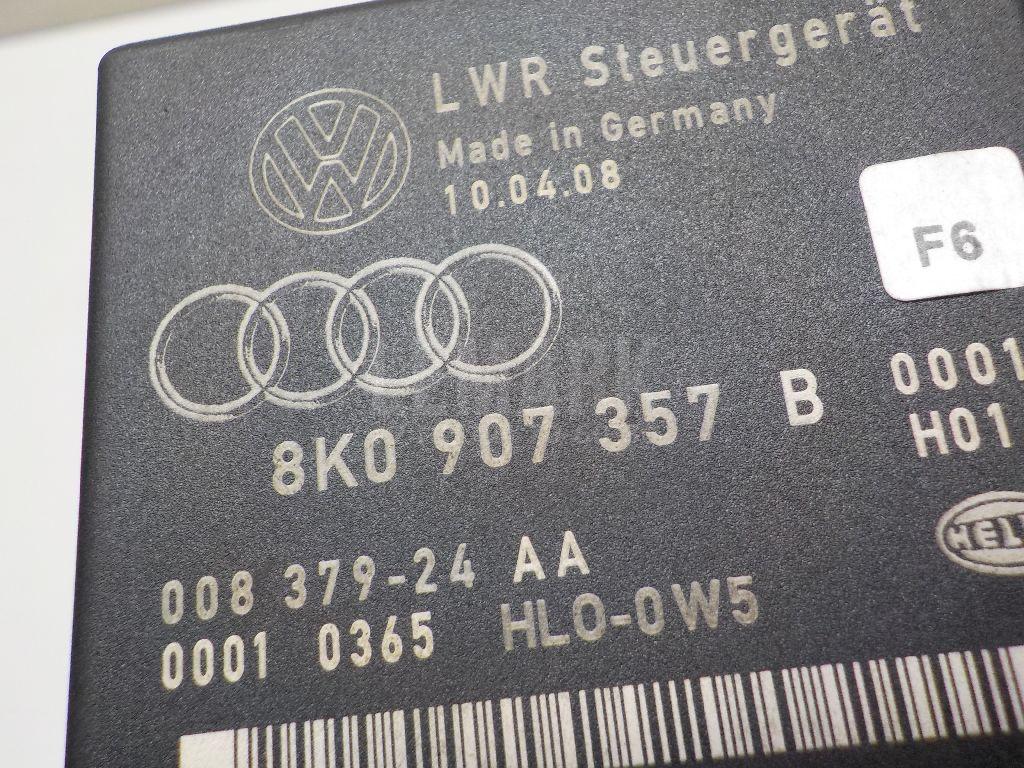 LWR Steuergerät
Made in Germany
10.04.08
F6
8K0 907 357 B
0001
H01
008 379-24 AA
0001 0365 HLO-0W5